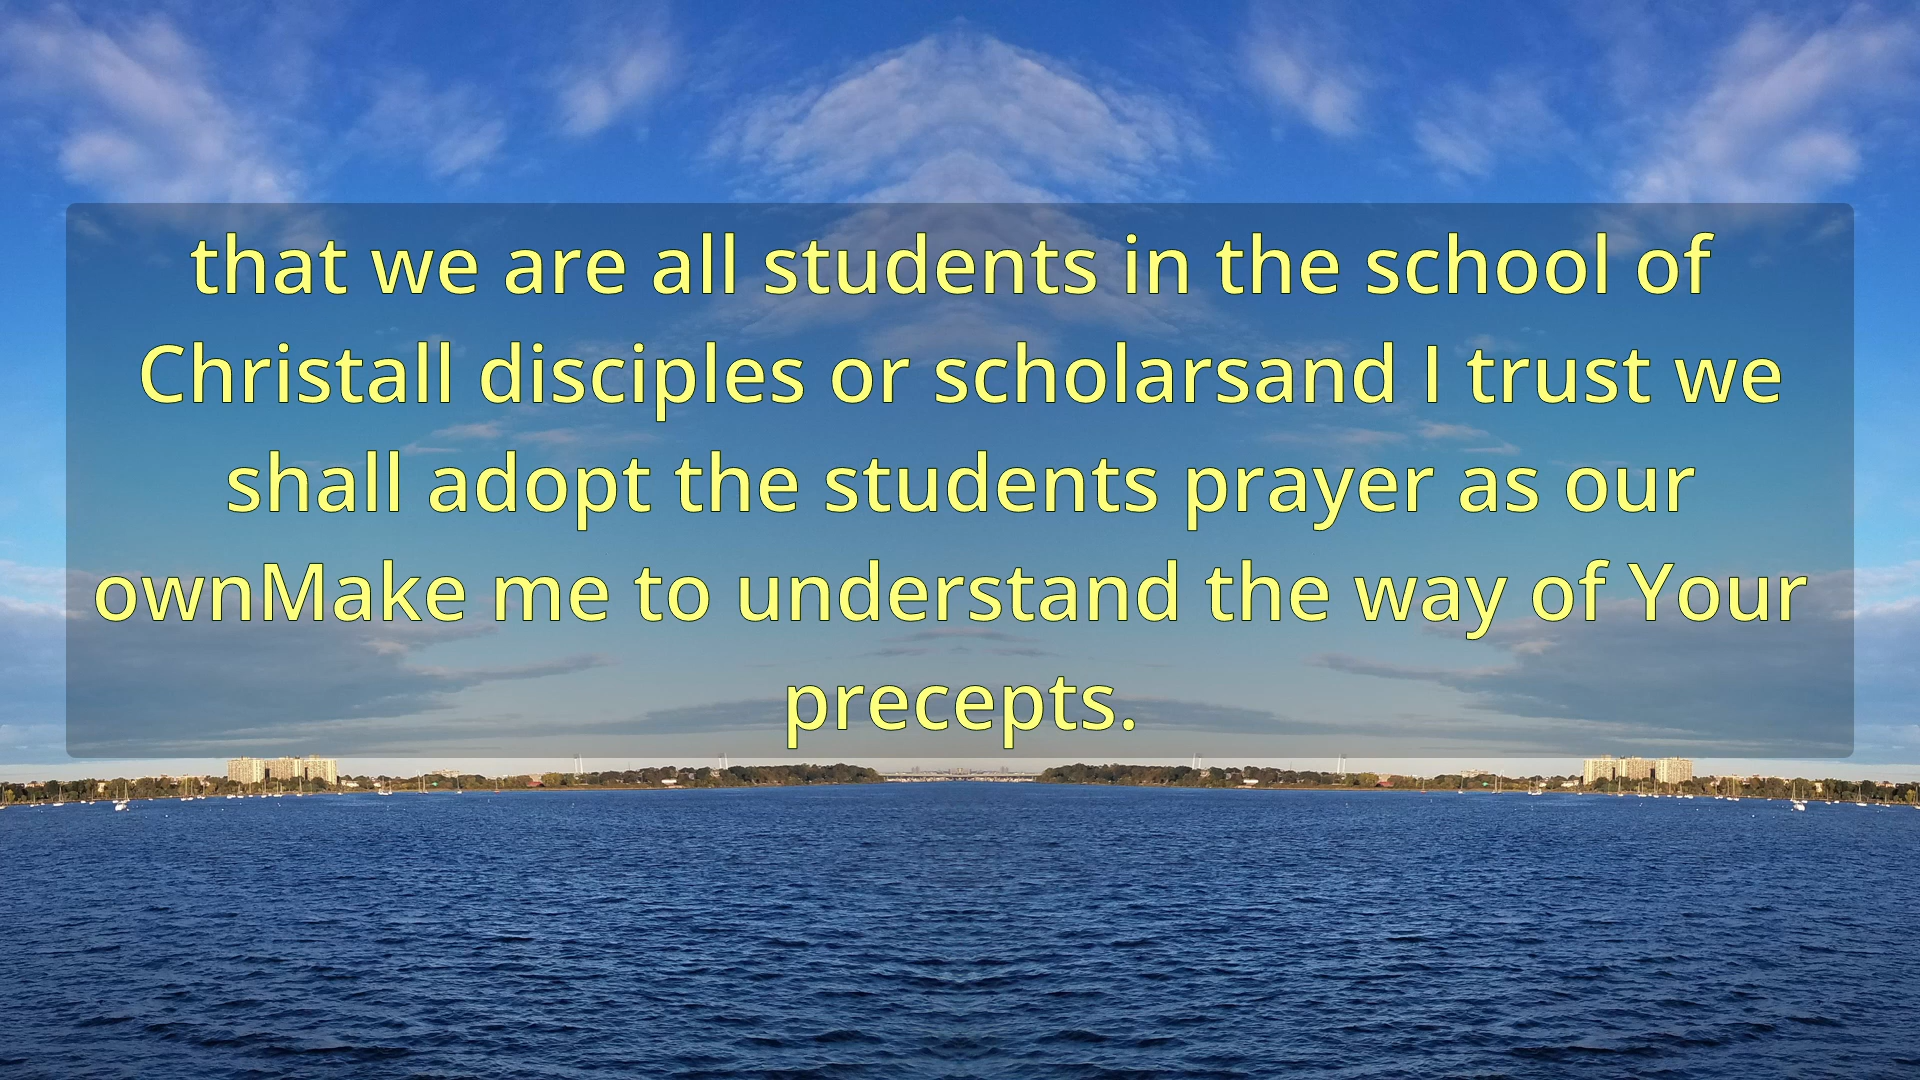 that we are all students in the school of
Christall disciples or scholarsand I trust we
shall adopt the students prayer as our
ownMake me to understand the way of Your
precepts.